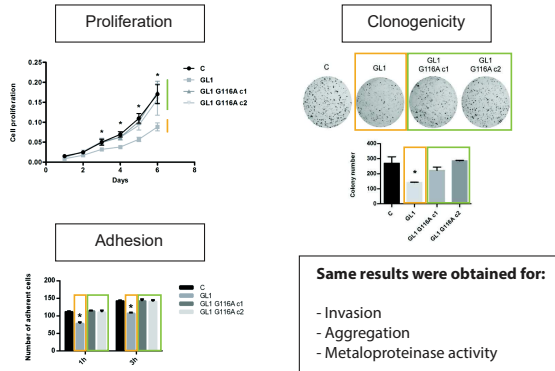 Proliferation
Cell proliferation
0.25
0.20
0.15
0.10
0.05
0.00
0
2
4
6
8
Days
*
*
*
*
C
GL1
GL1 G116A c1
GL1 G116A c2
Clonogenicity
C
GL1
GL1
G116A c1
GL1
G116A c2
Colony number
400
300
200
100
0
*
C
GL1
GL1 G116A c1
GL1 G116A c2
Adhesion
Number of adherent cells
200
150
100
50
0
*
*
1h
3h
C
GL1
GL1 G116A c1
GL1 G116A c2
Same results were obtained for:
- Invasion
- Aggregation
- Metaloproteinase activity